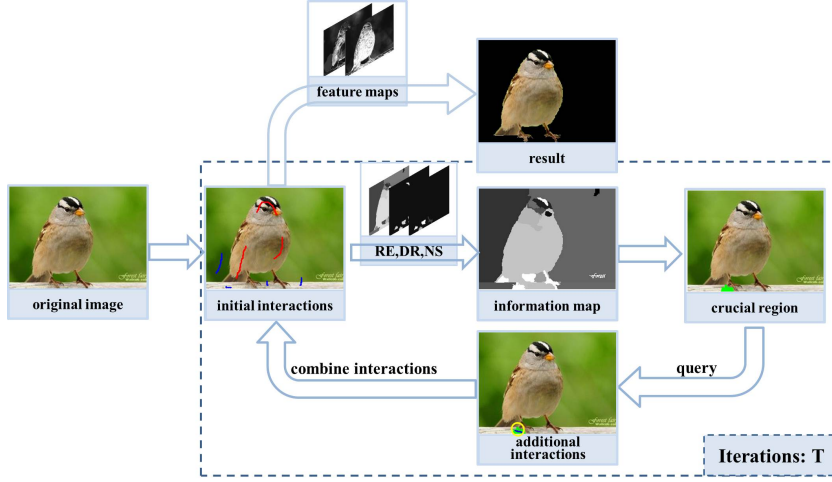 feature maps
result
RE,DR,NS
original image
initial interactions
information map
crucial region
combine interactions
query
additional
interactions
Iterations: T